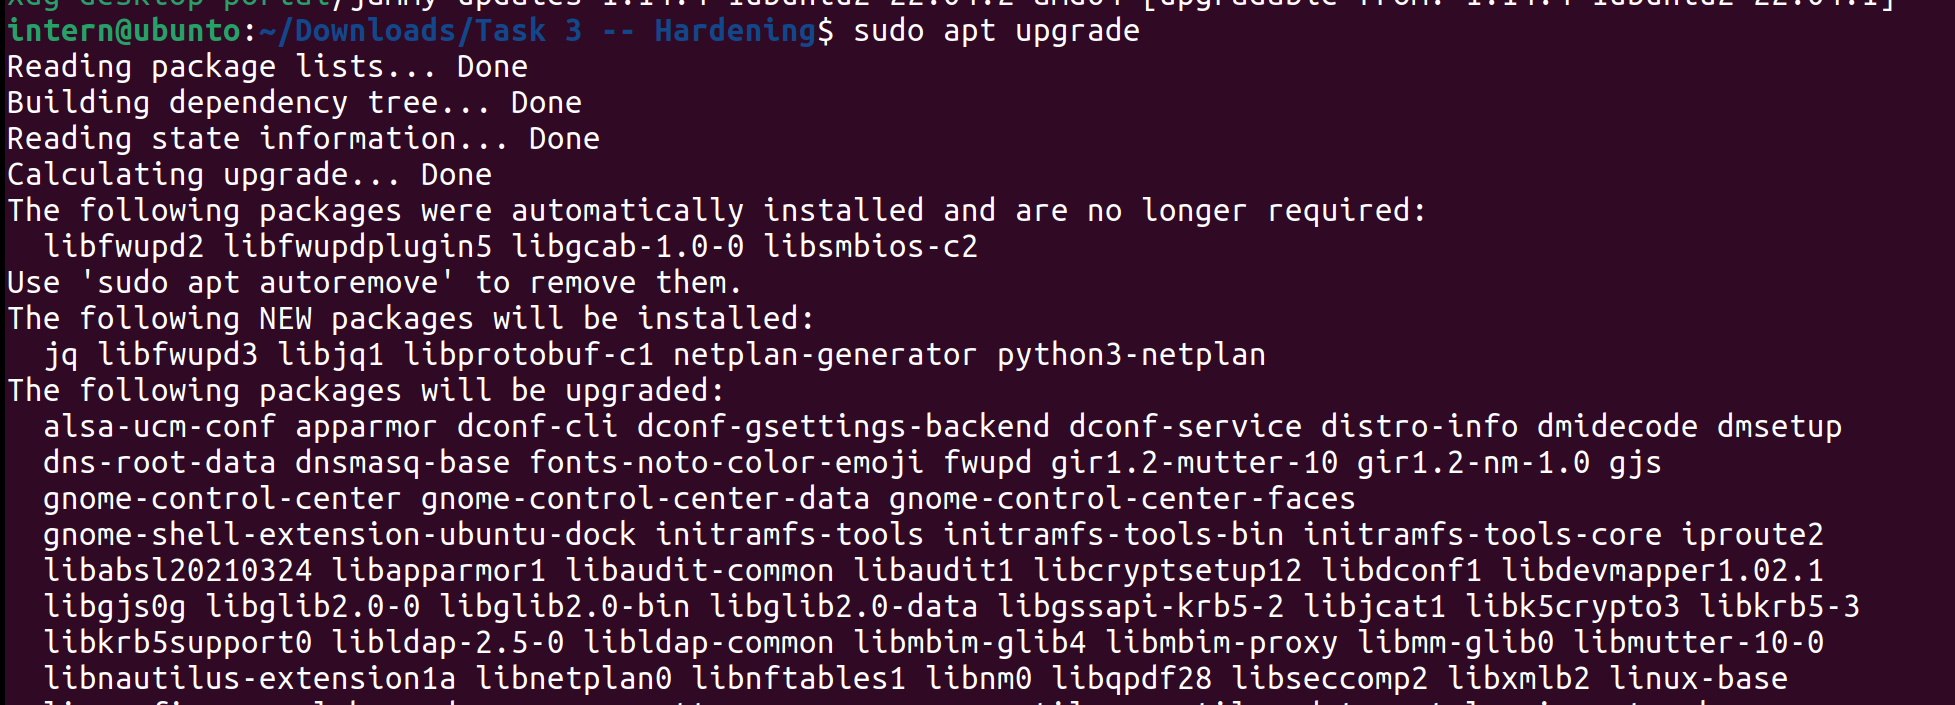 intern@ubunto:~/Downloads/Task 3 -- Hardening$ sudo apt upgrade
Reading package lists... Done
Building dependency tree... Done
Reading state information... Done
Calculating upgrade... Done
The following packages were automatically installed and are no longer required:
  libfwupd2 libfwupdplugin5 libgcab-1.0-0 libsmbios-c2
Use 'sudo apt autoremove' to remove them.
The following NEW packages will be installed:
  jq libfwupd3 libjq1 libprotobuf-c1 netplan-generator python3-netplan
The following packages will be upgraded:
  alsa-ucm-conf apparmor dconf-cli dconf-gsettings-backend dconf-service distro-info dmidecode dmsetup
  dns-root-data dnsmasq-base fonts-noto-color-emoji fwupd gir1.2-mutter-10 gir1.2-nm-1.0 gjs
  gnome-control-center gnome-control-center-data gnome-control-center-faces
  gnome-shell-extension-ubuntu-dock initramfs-tools initramfs-tools-bin initramfs-tools-core iproute2
  libabsl20210324 libapparmor1 libaudit-common libaudit1 libcryptsetup12 libdconf1 libdevmapper1.02.1
  libgjs0g libglib2.0-0 libglib2.0-bin libglib2.0-data libgssapi-krb5-2 libjcat1 libk5crypto3 libkrb5-3
  libkrb5support0 libldap-2.5-0 libldap-common libmbim-glib4 libmbim-proxy libmm-glib0 libmutter-10-0
  libnautilus-extension1a libnetplan0 libnftables1 libnm0 libqpdf28 libseccomp2 libxmlb2 linux-base